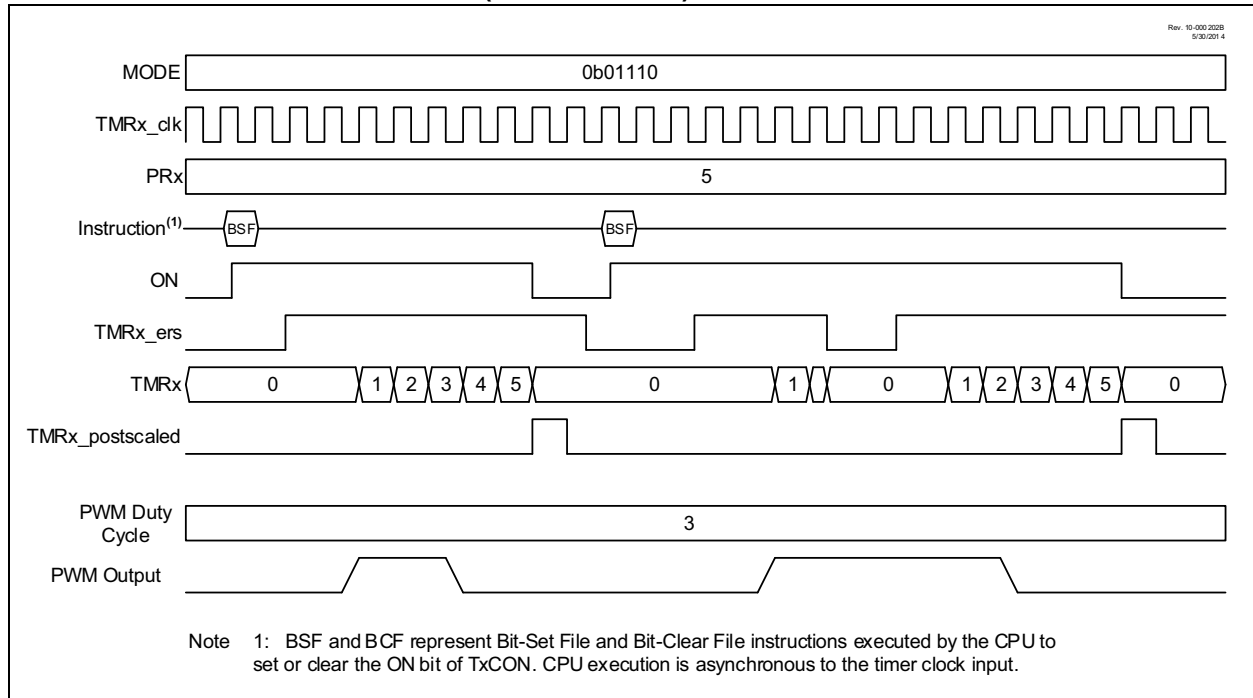 Rev. 10-000 202B
5/30/201 4
MODE
0b01110
TMRx_clk
PRx
5
Instruction(1)
BSF
BSF
ON
TMRx_ers
TMRx
0
1
2
3
4
5
0
1
0
1
2
3
4
5
0
TMRx_postscaled
PWM Duty
Cycle
3
PWM Output
Note 1: BSF and BCF represent Bit-Set File and Bit-Clear File instructions executed by the CPU to
set or clear the ON bit of TxCON. CPU execution is asynchronous to the timer clock input.